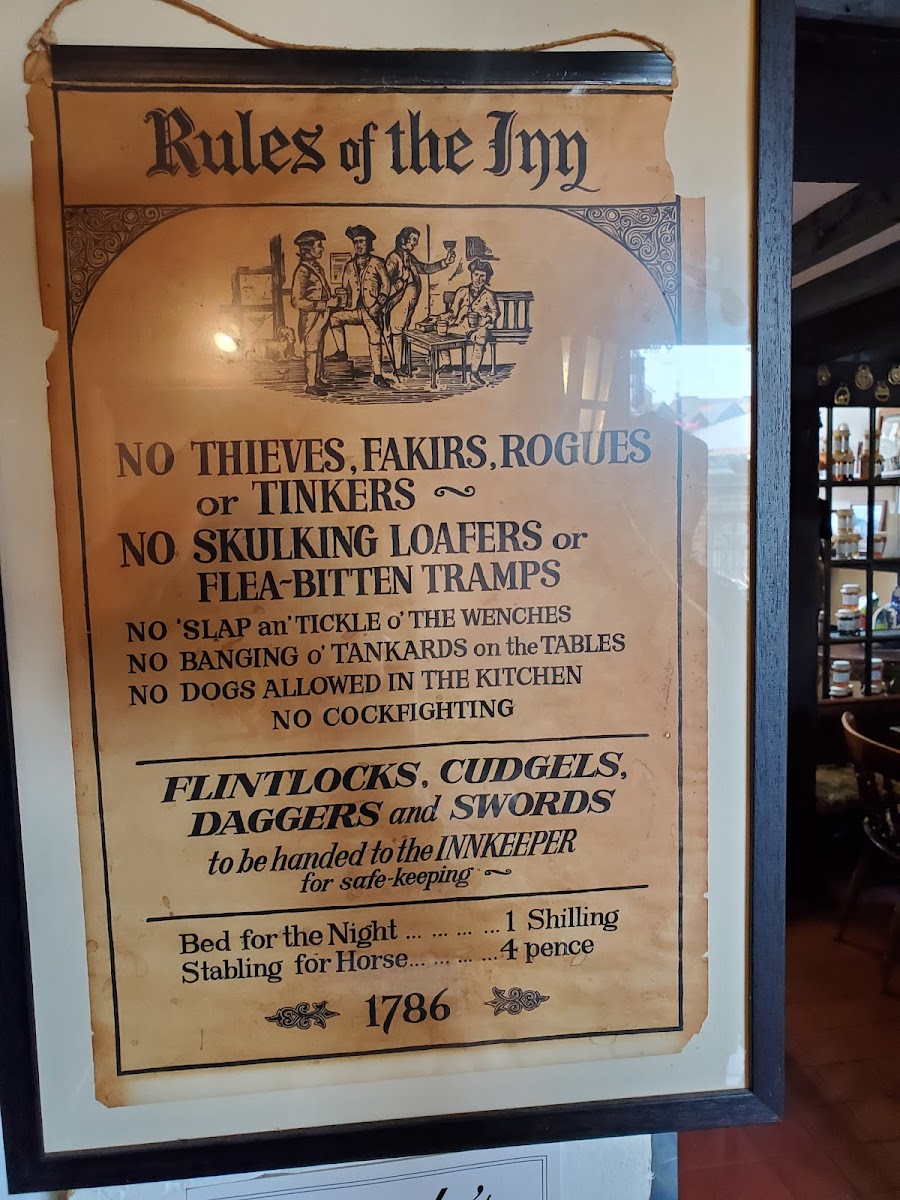 Rules of the Inn
NO THIEVES, FAKIRS, ROGUES
or TINKERS ~
NO SKULKING LOAFERS or
FLEA-BITTEN TRAMPS
NO 'SLAP an' TICKLE o' THE WENCHES
NO BANGING o' TANKARDS on the TABLES
NO DOGS ALLOWED IN THE KITCHEN
NO COCKFIGHTING
FLINTLOCKS, CUDGELS,
DAGGERS and SWORDS
to be handed to the INNKEEPER
for safe-keeping ~
Bed for the Night ... ... ... ... 1 Shilling
Stabling for Horse... ... ... ... 4 pence
1786